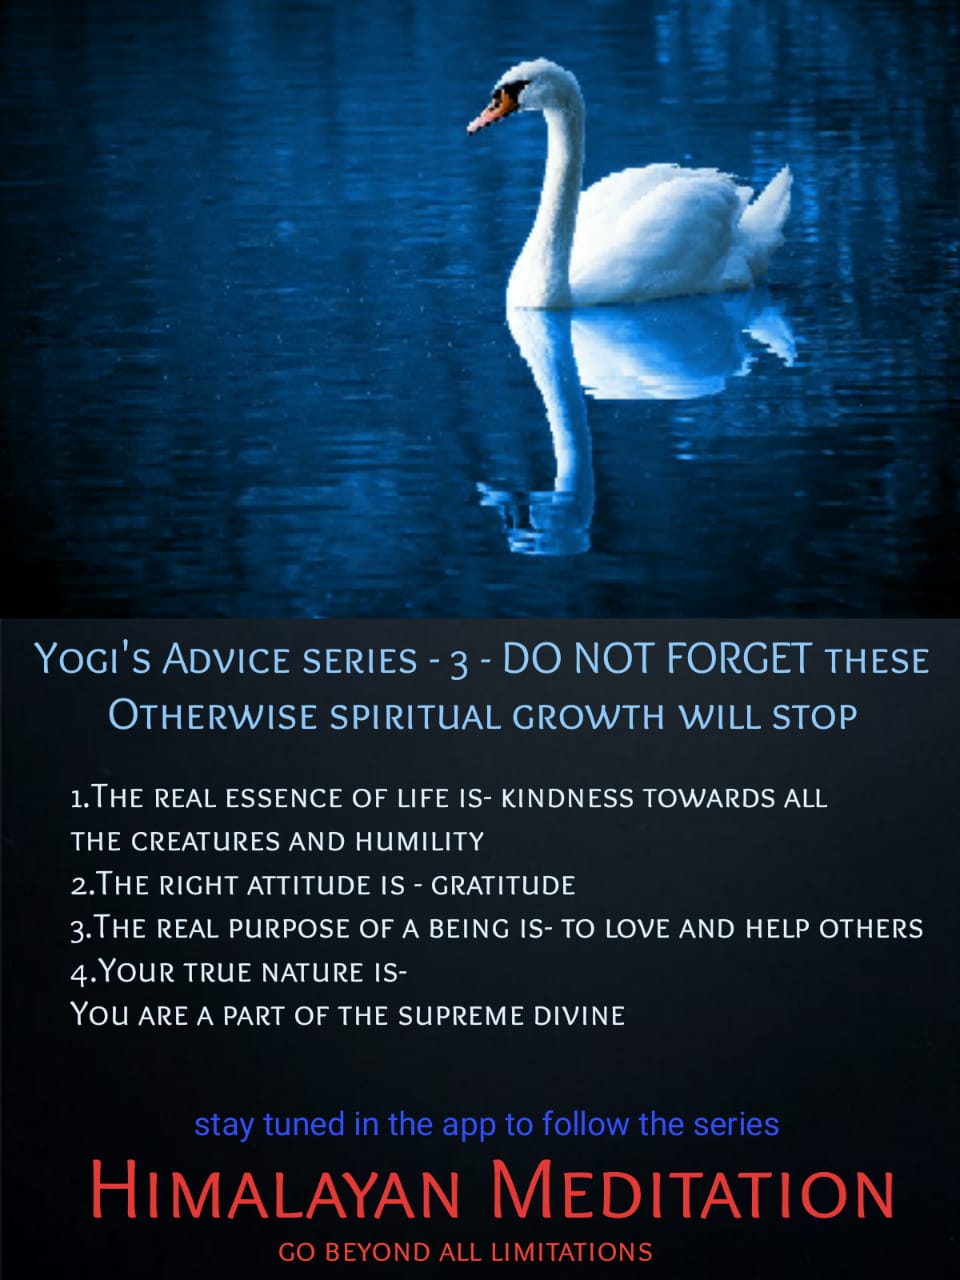 Yogi's Advice series - 3 - DO NOT FORGET these
Otherwise spiritual growth will stop
1.The real essence of life is- kindness towards all
the creatures and humility
2.The right attitude is - gratitude
3.The real purpose of a being is- to love and help others
4.Your true nature is-
You are a part of the supreme divine
stay tuned in the app to follow the series
Himalayan Meditation
go beyond all limitations